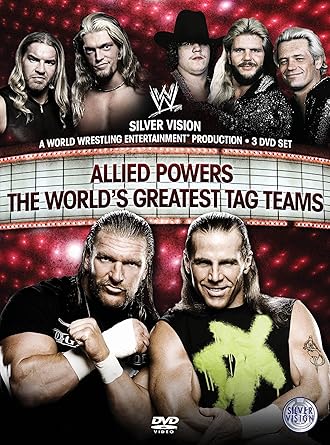 W
SILVER VISION
A WORLD WRESTLING ENTERTAINMENT PRODUCTION • 3 DVD SET
ALLIED POWERS
THE WORLD'S GREATEST TAG TEAMS
DVD
VIDEO
SILVER
VISION